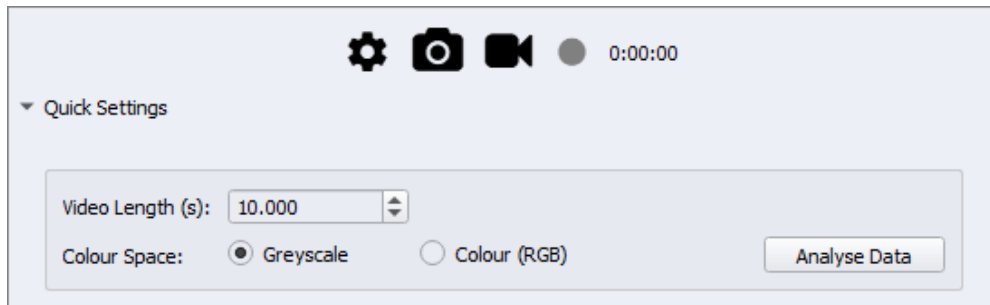 0:00:00
Quick Settings
Video Length (s): 10.000
Colour Space: Greyscale Colour (RGB) Analyse Data